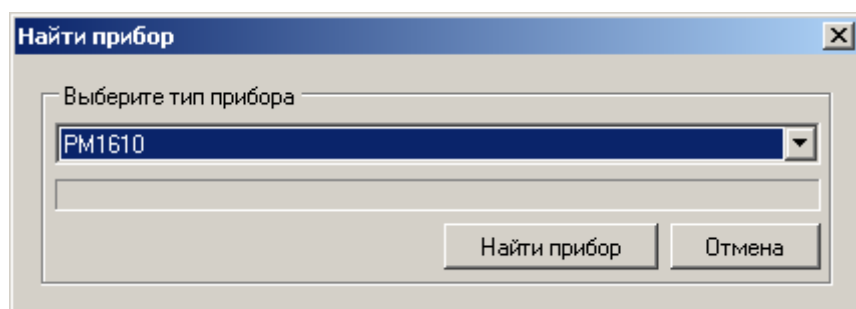 Найти прибор
Выберите тип прибора
PM1610
Найти прибор
Отмена